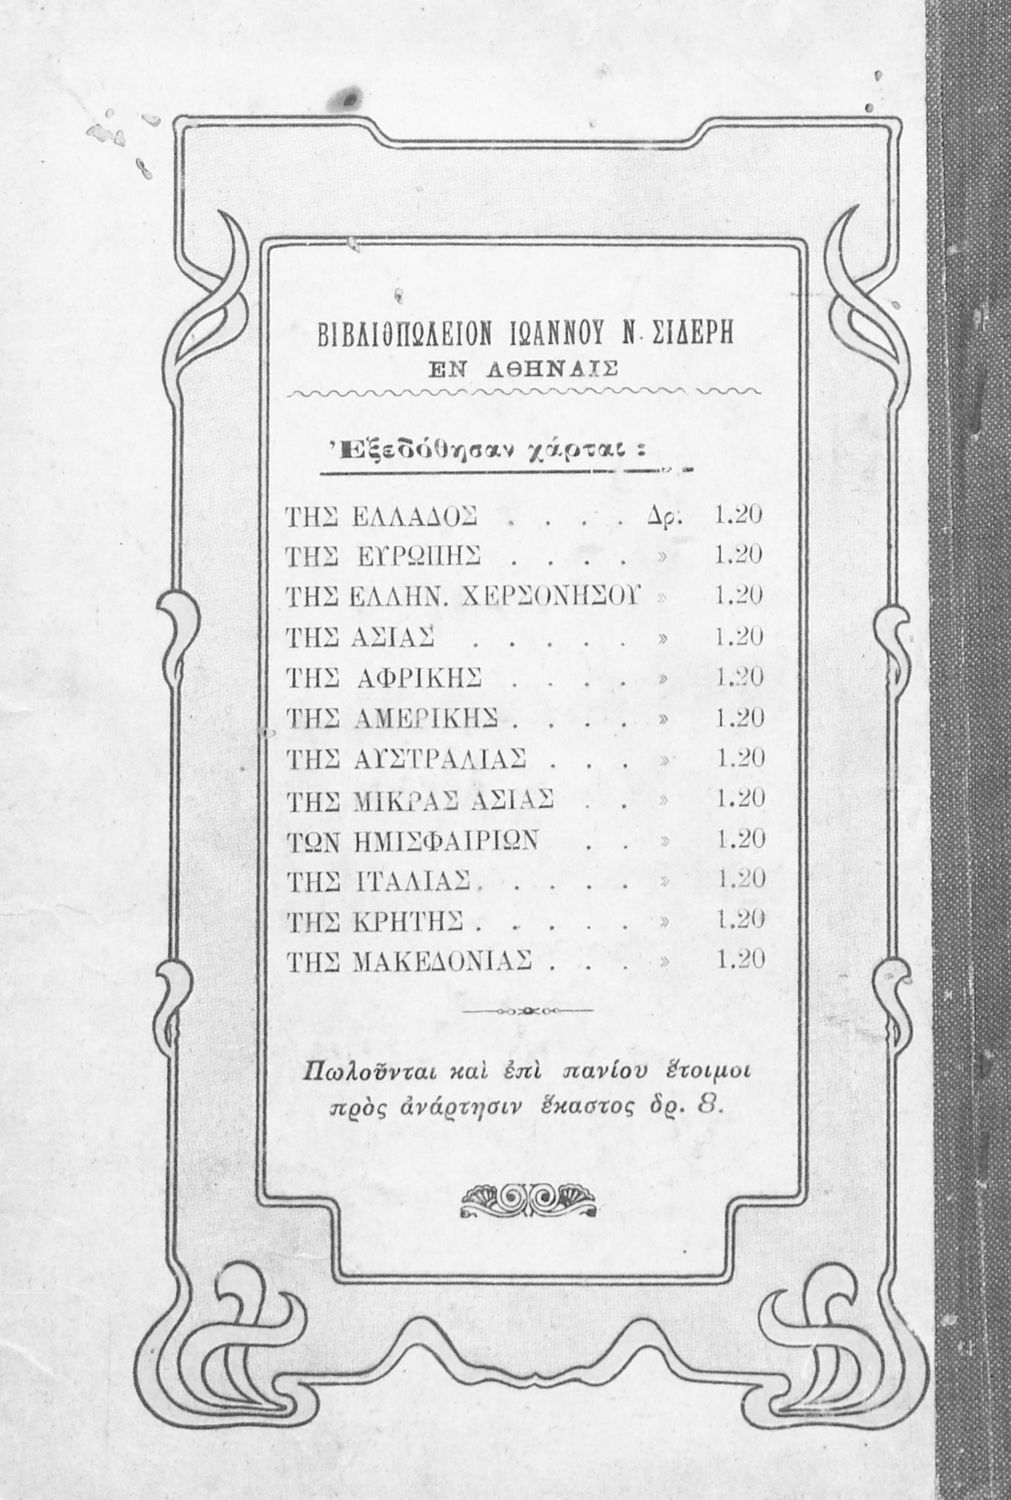 ΒΙΒΛΙΟΠΩΛΕΙΟΝ ΙΩΑΝΝΟΥ Ν. ΣΙΔΕΡΗ
ΕΝ ΑΘΗΝΑΙΣ
Ἐξεδόθησαν χάρται :
ΤΗΣ ΕΛΛΑΔΟΣ . . . . Δρ. 1.20
ΤΗΣ ΕΥΡΩΠΗΣ . . . . » 1.20
ΤΗΣ ΕΛΛΗΝ. ΧΕΡΣΟΝΗΣΟΥ » 1.20
ΤΗΣ ΑΣΙΑΣ . . . . . » 1.20
ΤΗΣ ΑΦΡΙΚΗΣ . . . . » 1.20
ΤΗΣ ΑΜΕΡΙΚΗΣ . . . . » 1.20
ΤΗΣ ΑΥΣΤΡΑΛΙΑΣ . . . » 1.20
ΤΗΣ ΜΙΚΡΑΣ ΑΣΙΑΣ . . » 1.20
ΤΩΝ ΗΜΙΣΦΑΙΡΙΩΝ . . » 1.20
ΤΗΣ ΙΤΑΛΙΑΣ . . . . . » 1.20
ΤΗΣ ΚΡΗΤΗΣ . . . . . » 1.20
ΤΗΣ ΜΑΚΕΔΟΝΙΑΣ . . . » 1.20
Πωλοῦνται καὶ ἐπὶ πανίου ἕτοιμοι
πρὸς ἀνάρτησιν ἕκαστος δρ. 8.